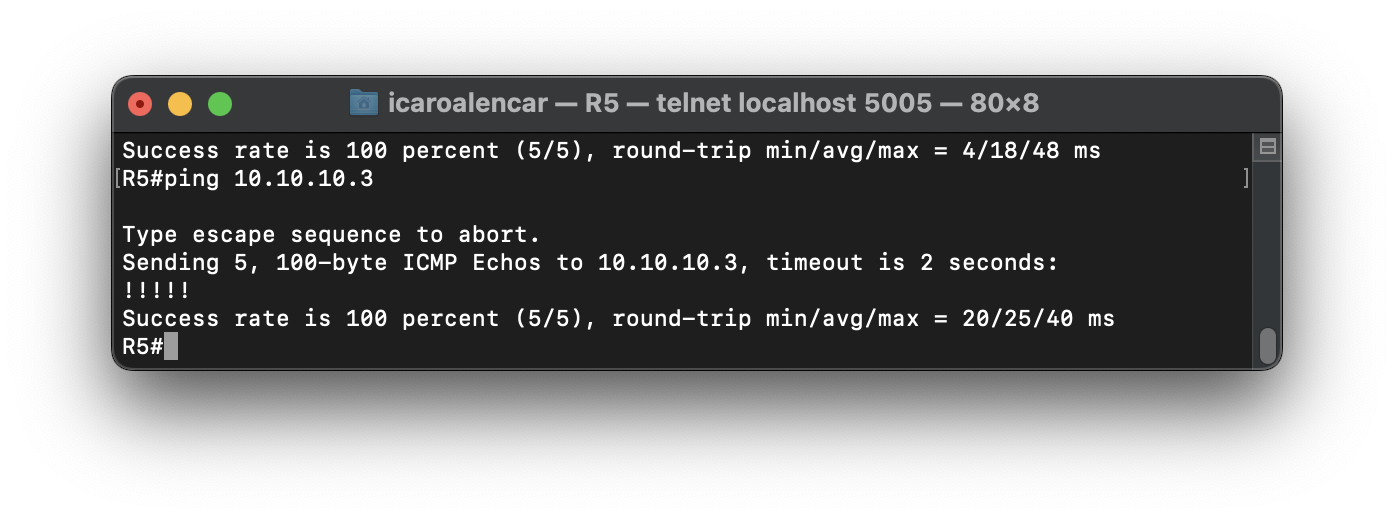 icaroalencar — R5 — telnet localhost 5005 — 80×8
Success rate is 100 percent (5/5), round-trip min/avg/max = 4/18/48 ms
[R5#ping 10.10.10.3 ]
Type escape sequence to abort.
Sending 5, 100-byte ICMP Echos to 10.10.10.3, timeout is 2 seconds:
!!!!!
Success rate is 100 percent (5/5), round-trip min/avg/max = 20/25/40 ms
R5#